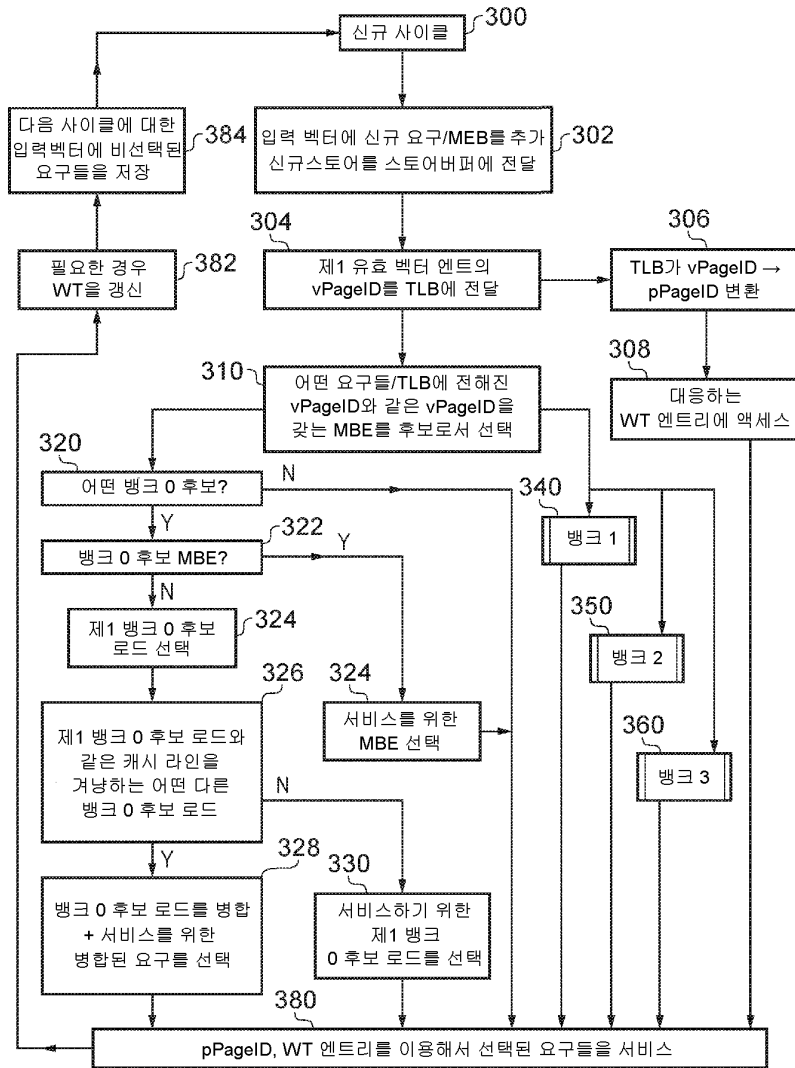 신규 사이클
300
다음 사이클에 대한
입력벡터에 비선택된
요구들을 저장
384
입력 벡터에 신규 요구/MEB를 추가
신규스토어를 스토어버퍼에 전달
302
필요한 경우
WT을 갱신
382
304
제1 유효 벡터 엔트의
vPageID를 TLB에 전달
306
TLB가 vPageID →
pPageID 변환
310
어떤 요구들/TLB에 전해진
vPageID와 같은 vPageID을
갖는 MBE를 후보로서 선택
308
대응하는
WT 엔트리에 액세스
320
어떤 뱅크 0 후보?
N
Y
322
뱅크 0 후보 MBE?
Y
N
340
뱅크 1
제1 뱅크 0 후보
로드 선택
324
350
뱅크 2
324
서비스를 위한
MBE 선택
326
제1 뱅크 0 후보 로드와
같은 캐시 라인을
겨냥하는 어떤 다른
뱅크 0 후보 로드
N
Y
360
뱅크 3
328
뱅크 0 후보 로드를 병합
+ 서비스를 위한
병합된 요구를 선택
330
서비스하기 위한
제1 뱅크
0 후보 로드를 선택
380
pPageID, WT 엔트리를 이용해서 선택된 요구들을 서비스